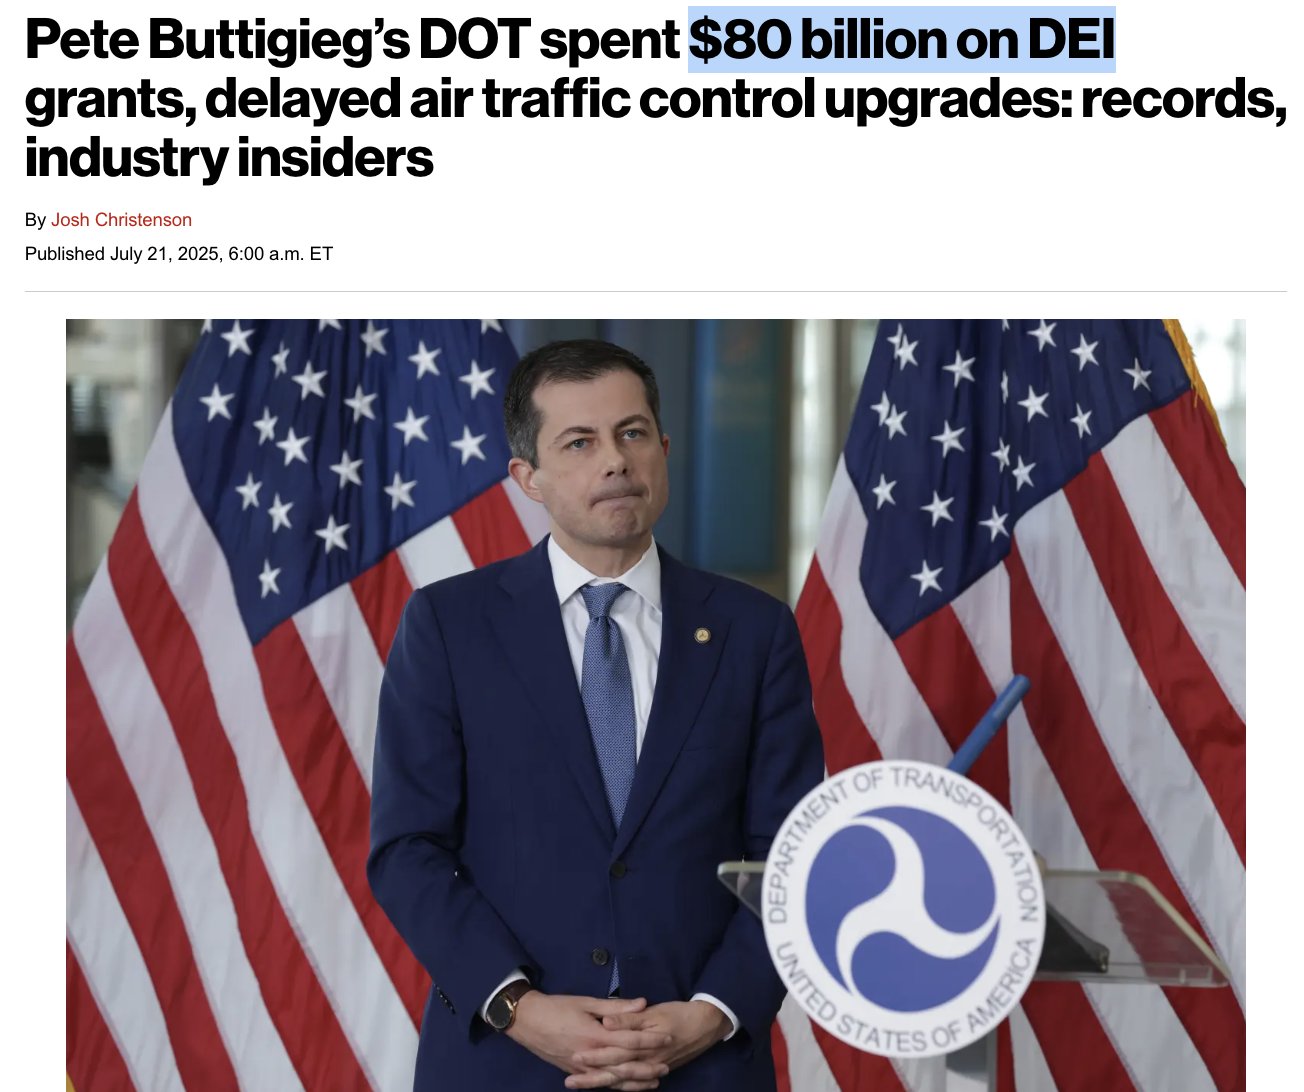 Pete Buttigieg’s DOT spent $80 billion on DEI
grants, delayed air traffic control upgrades: records,
industry insiders
By Josh Christenson
Published July 21, 2025, 6:00 a.m. ET
DEPARTMENT OF TRANSPORTATION
UNITED STATES OF AMERICA